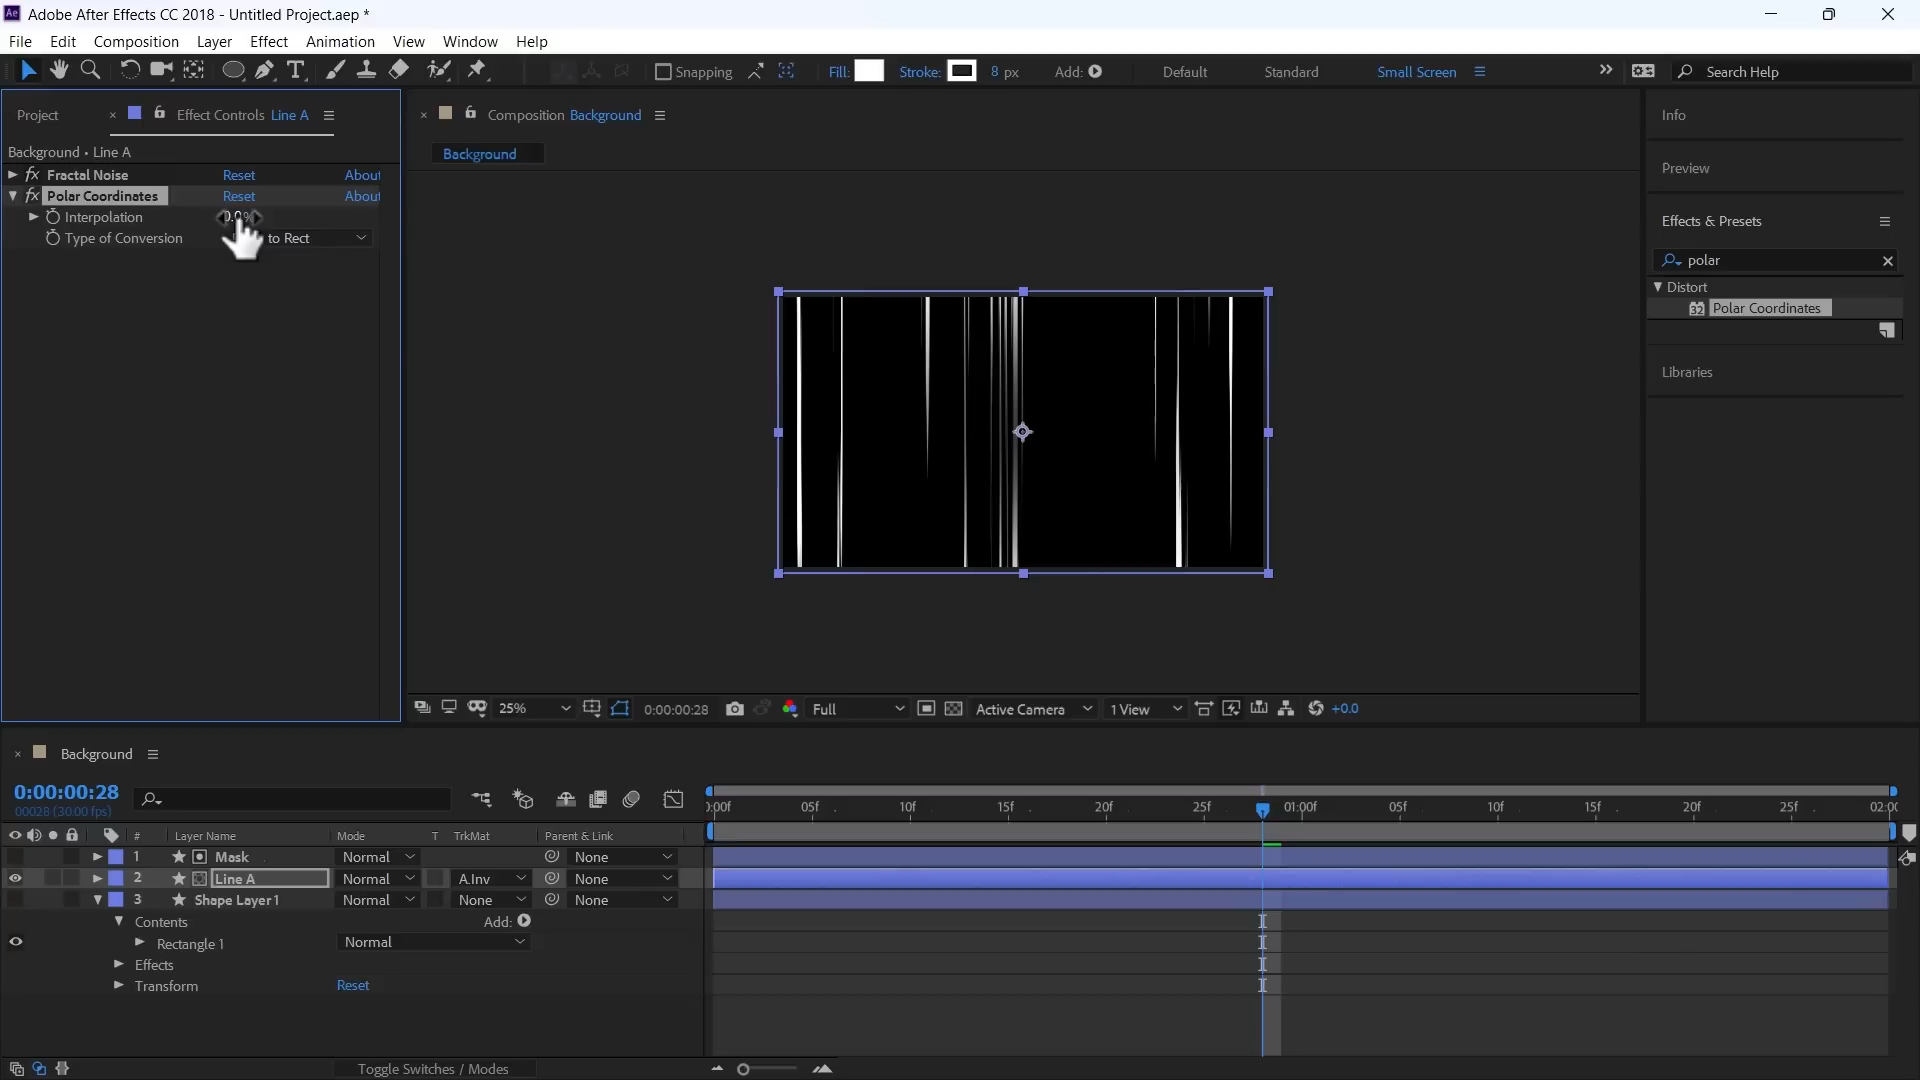 Ae Adobe After Effects CC 2018 - Untitled Project.aep *
File Edit Composition Layer Effect Animation View Window Help
Snapping Fill: Stroke: 8 px Add: Default Standard Small Screen Search Help
Project × Effect Controls Line A
Background • Line A
fx Fractal Noise Reset About
fx Polar Coordinates Reset About
Interpolation 0.0%
Type of Conversion to Rect
× Composition Background
Background
25% 0:00:00:28 Full Active Camera 1 View +0.0
Info
Preview
Effects & Presets
polar ×
Distort
32 Polar Coordinates
Libraries
× Background
0:00:00:28
00028 (30.00 fps)
# Layer Name Mode T TrkMat Parent & Link
1 Mask Normal None
2 Line A Normal A.Inv None
3 Shape Layer 1 Normal None None
Contents Add:
Rectangle 1 Normal
Effects
Transform Reset
Toggle Switches / Modes
):00f 05f 10f 15f 20f 25f 01:00f 05f 10f 15f 20f 25f 02:00